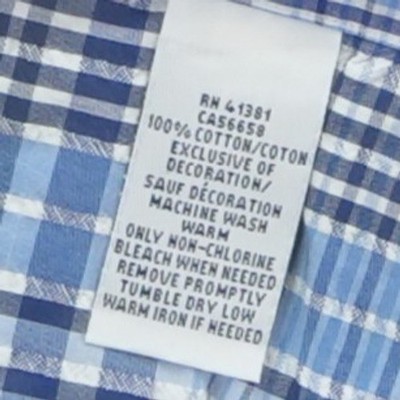 RN 41381
CA56658
100% COTTON/COTON
EXCLUSIVE OF
DECORATION/
SAUF DÉCORATION
MACHINE WASH
WARM
ONLY NON-CHLORINE
BLEACH WHEN NEEDED
REMOVE PROMPTLY
TUMBLE DRY LOW
WARM IRON IF NEEDED